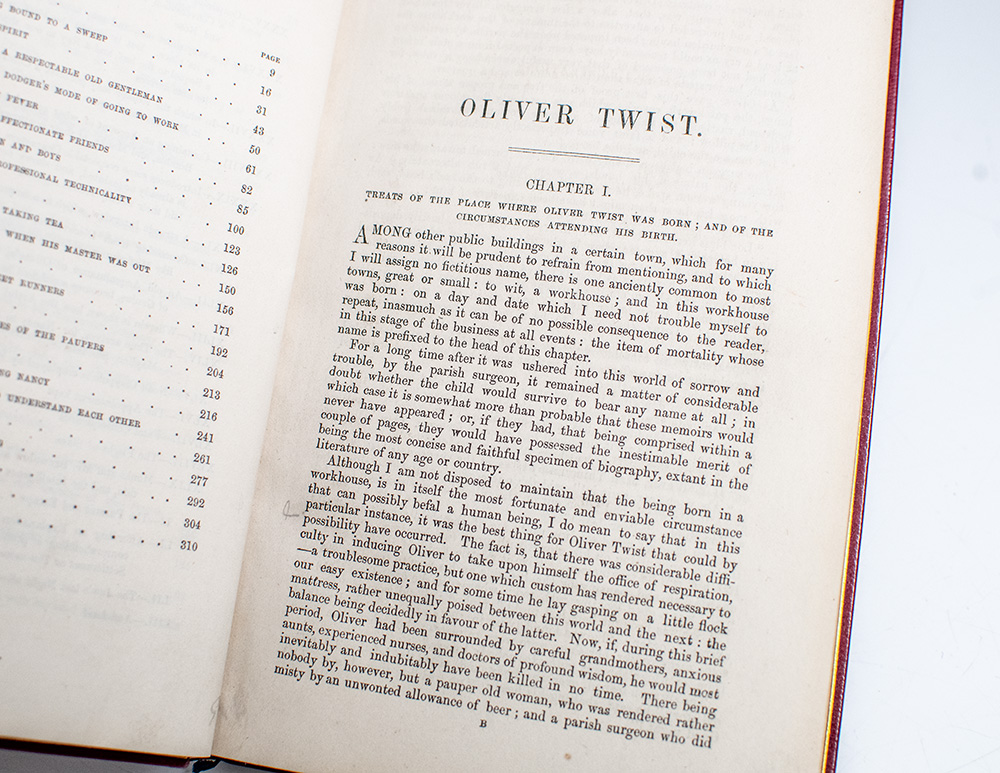 BOUND TO A SWEEP
SPIRIT
PAGE
9
A RESPECTABLE OLD GENTLEMAN
16
DODGER'S MODE OF GOING TO WORK
31
FEVER
43
AFFECTIONATE FRIENDS
50
AND BOYS
61
PROFESSIONAL TECHNICALITY
82
85
TAKING TEA
100
123
WHEN HIS MASTER WAS OUT
126
150
RUNNERS
156
171
OF THE PAUPERS
192
204
NANCY
213
216
UNDERSTAND EACH OTHER
241
261
277
292
304
310
OLIVER TWIST.
CHAPTER I.
TREATS OF THE PLACE WHERE OLIVER TWIST WAS BORN; AND OF THE
CIRCUMSTANCES ATTENDING HIS BIRTH.
AMONG other public buildings in a certain town, which for many
reasons it will be prudent to refrain from mentioning, and to which
I will assign no fictitious name, there is one anciently common to most
towns, great or small: to wit, a workhouse; and in this workhouse
was born: on a day and date which I need not trouble myself to
repeat, inasmuch as it can be of no possible consequence to the reader,
in this stage of the business at all events: the item of mortality whose
name is prefixed to the head of this chapter.
For a long time after it was ushered into this world of sorrow and
trouble, by the parish surgeon, it remained a matter of considerable
doubt whether the child would survive to bear any name at all; in
which case it is somewhat more than probable that these memoirs would
never have appeared; or, if they had, that being comprised within a
couple of pages, they would have possessed the inestimable merit of
being the most concise and faithful specimen of biography, extant in the
literature of any age or country.
Although I am not disposed to maintain that the being born in a
workhouse, is in itself the most fortunate and enviable circumstance
that can possibly befal a human being, I do mean to say that in this
particular instance, it was the best thing for Oliver Twist that could by
possibility have occurred. The fact is, that there was considerable diffi-
culty in inducing Oliver to take upon himself the office of respiration,
—a troublesome practice, but one which custom has rendered necessary to
our easy existence; and for some time he lay gasping on a little flock
mattress, rather unequally poised between this world and the next: the
balance being decidedly in favour of the latter. Now, if, during this brief
period, Oliver had been surrounded by careful grandmothers, anxious
aunts, experienced nurses, and doctors of profound wisdom, he would most
inevitably and indubitably have been killed in no time. There being
nobody by, however, but a pauper old woman, who was rendered rather
misty by an unwonted allowance of beer; and a parish surgeon who did
B